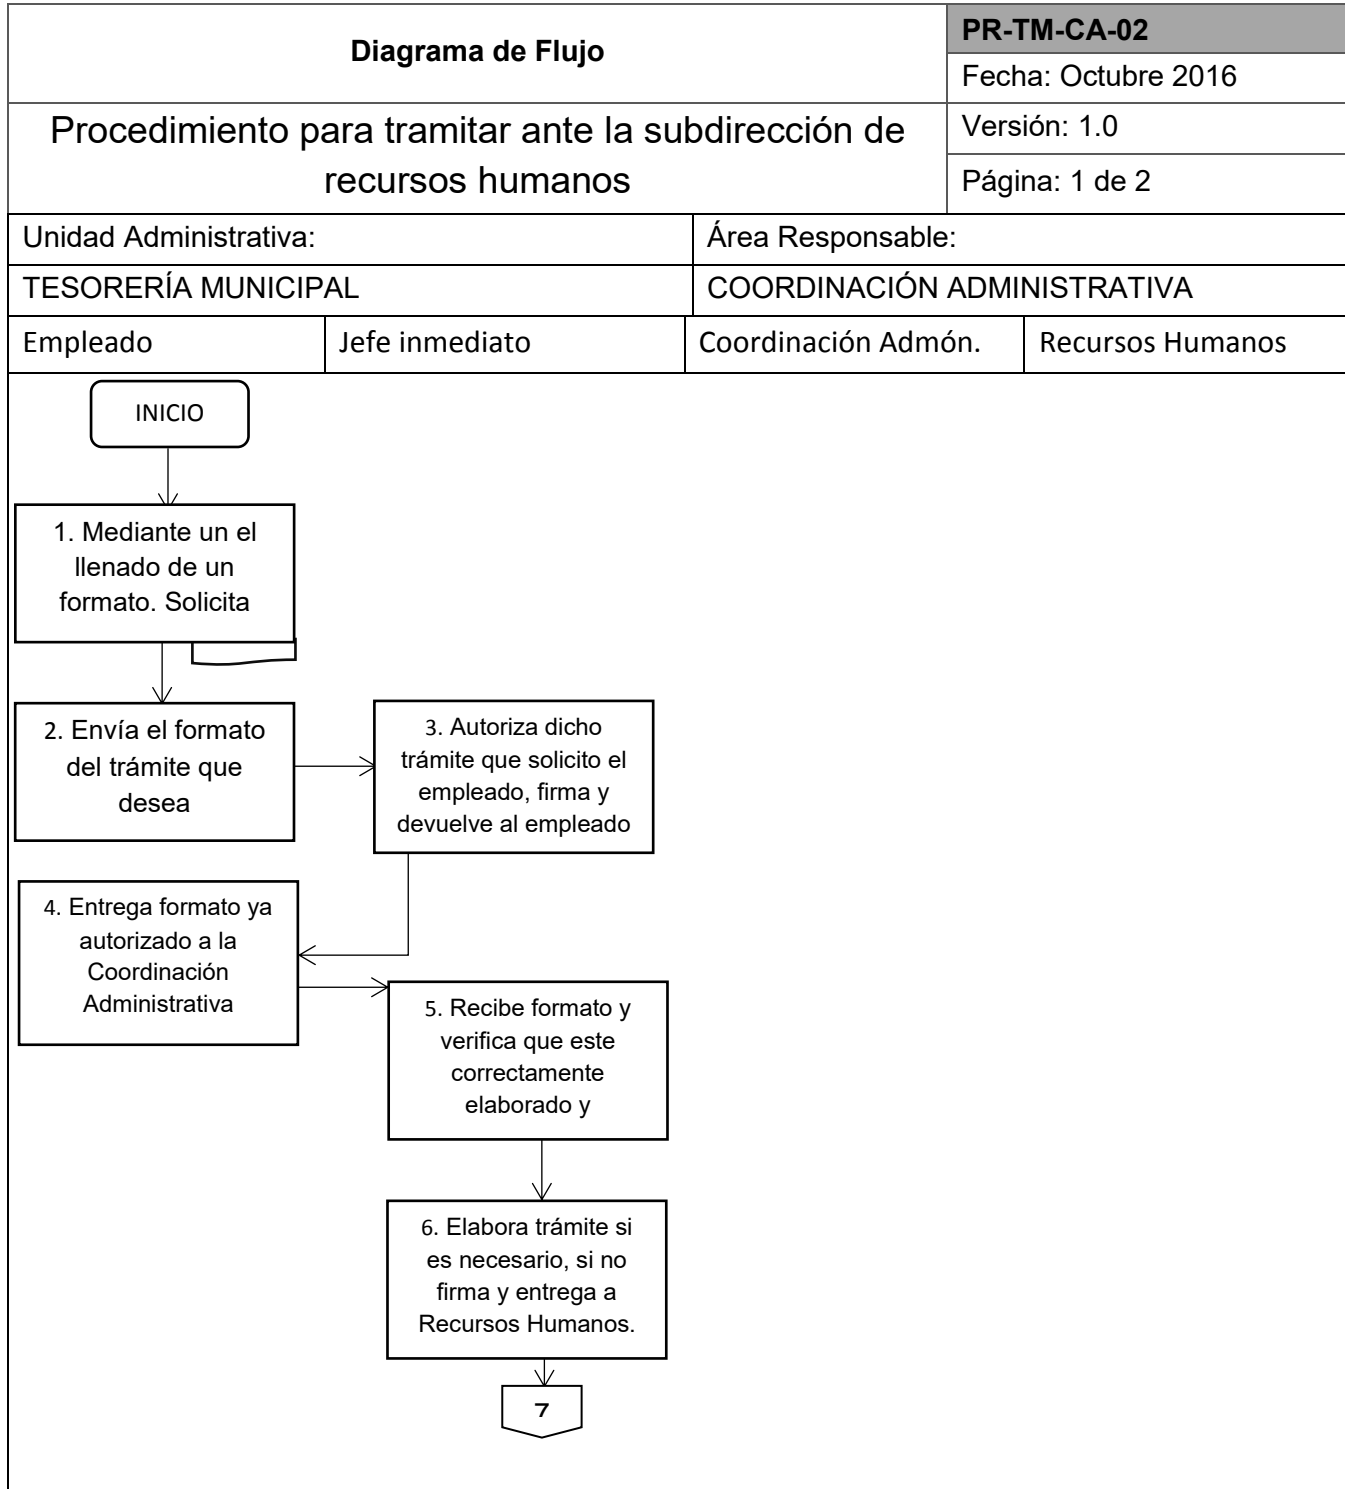 Diagrama de Flujo
PR-TM-CA-02
Fecha: Octubre 2016
Procedimiento para tramitar ante la subdirección de
recursos humanos
Versión: 1.0
Página: 1 de 2
Unidad Administrativa:
Área Responsable:
TESORERÍA MUNICIPAL
COORDINACIÓN ADMINISTRATIVA
Empleado
Jefe inmediato
Coordinación Admón.
Recursos Humanos
INICIO
1. Mediante un el
llenado de un
formato. Solicita
2. Envía el formato
del trámite que
desea
3. Autoriza dicho
trámite que solicito el
empleado, firma y
devuelve al empleado
4. Entrega formato ya
autorizado a la
Coordinación
Administrativa
5. Recibe formato y
verifica que este
correctamente
elaborado y
6. Elabora trámite si
es necesario, si no
firma y entrega a
Recursos Humanos.
7